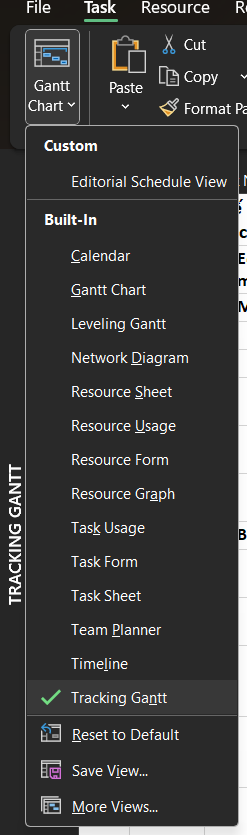 File Task Resource
Gantt
Chart
Paste
Cut
Copy
Format Pa
Custom
Editorial Schedule View
Built-In
Calendar
Gantt Chart
Leveling Gantt
Network Diagram
Resource Sheet
Resource Usage
Resource Form
Resource Graph
Task Usage
Task Form
Task Sheet
Team Planner
Timeline
Tracking Gantt
Reset to Default
Save View...
More Views...
TRACKING GANTT